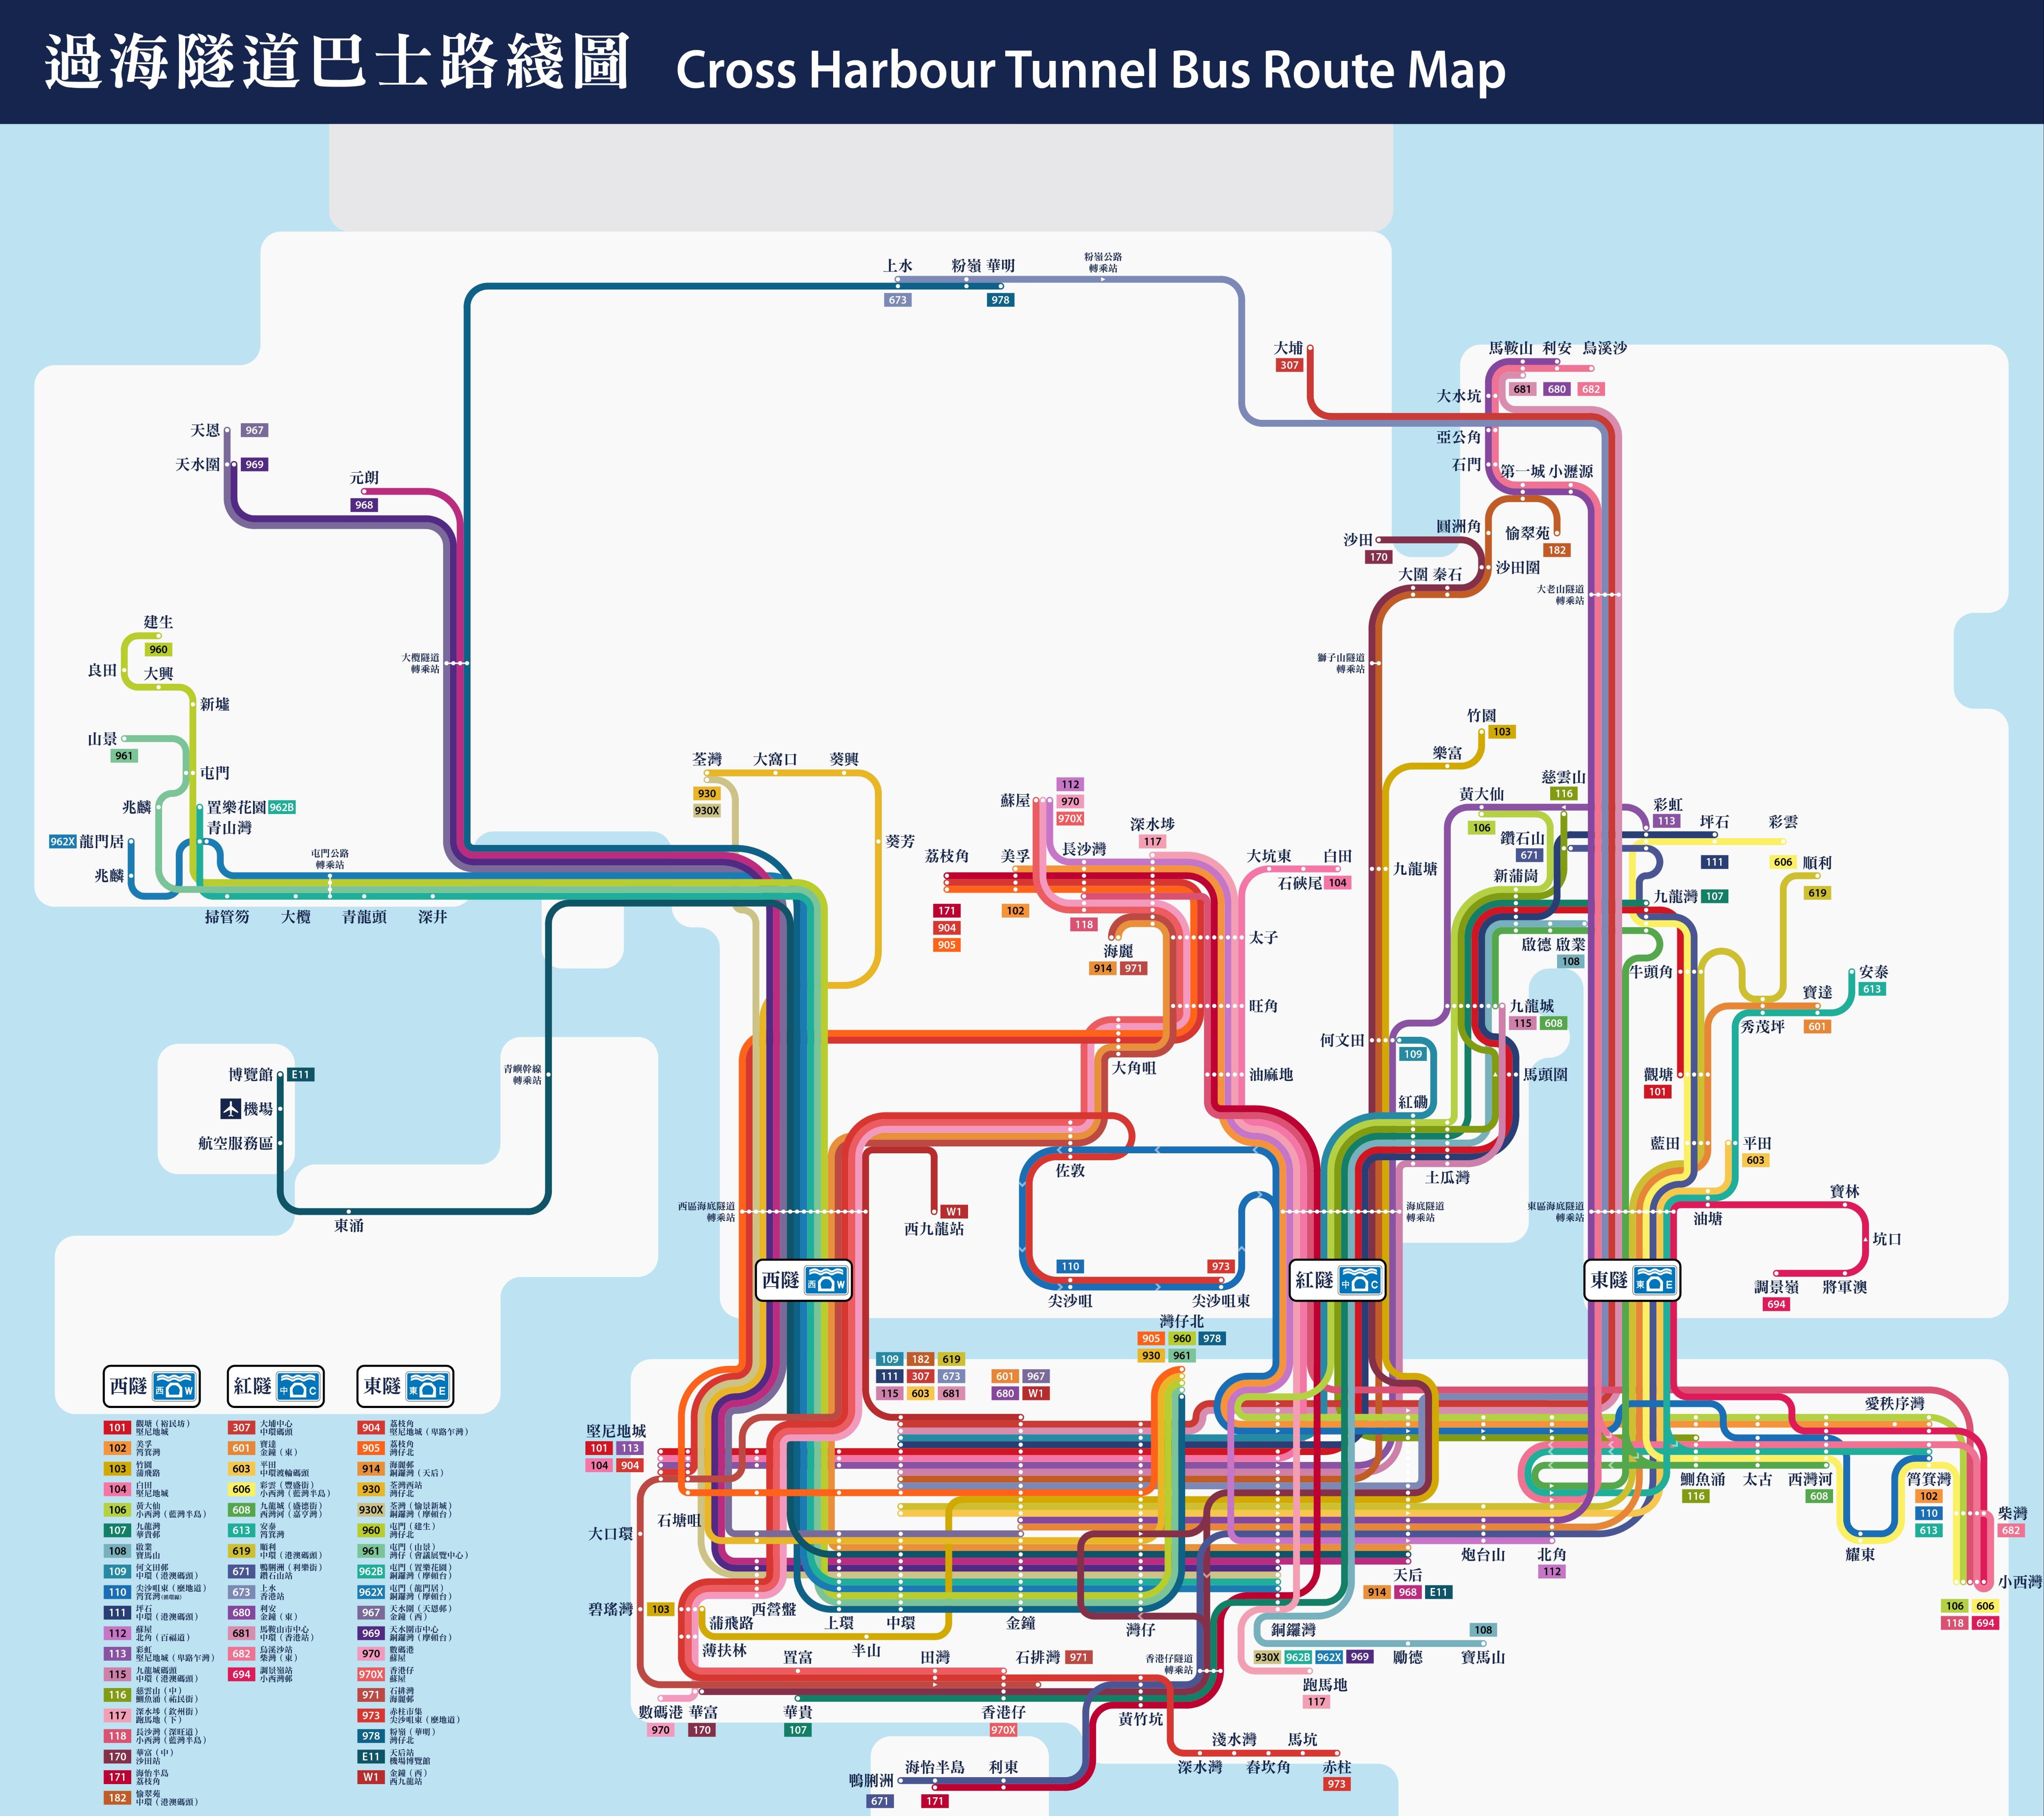 過海隧道巴士路綫圖 Cross Harbour Tunnel Bus Route Map
上水
粉嶺 華明
粉嶺公路
轉乘站
673
978
大埔
307
馬鞍山 利安 烏溪沙
681 680 682
大水坑
亞公角
石門
第一城 小瀝源
圓洲角
愉翠苑
182
沙田
170
沙田圍
大圍 秦石
大老山隧道
轉乘站
獅子山隧道
轉乘站
天恩 967
天水圍 969
元朗
968
大欖隧道
轉乘站
建生
960
良田
大興
新墟
山景
961
屯門
兆麟
置樂花園 962B
青山灣
962X 龍門居
兆麟
屯門公路
轉乘站
掃管笏 大欖 青龍頭 深井
荃灣 大窩口 葵興
930
930X
葵芳
蘇屋
112
970
970X
深水埗
117
荔枝角 美孚 長沙灣
171
904
905
102
118
海麗
914 971
大坑東 白田
石硤尾 104
太子
旺角
大角咀
油麻地
竹園 103
樂富
九龍塘
黃大仙
106
慈雲山
116
鑽石山
671
新蒲崗
彩虹
113
坪石
111
彩雲
606
順利
619
九龍灣 107
啟德 啟業
108
牛頭角
安泰
613
寶達
601
秀茂坪
九龍城
115 608
何文田
109
馬頭圍
觀塘
101
紅磡
土瓜灣
藍田
平田
603
油塘
寶林
坑口
調景嶺
694
將軍澳
博覽館 E11
機場
航空服務區
東涌
青嶼幹線
轉乘站
西區海底隧道
轉乘站
W1
西九龍站
佐敦
110
尖沙咀
973
尖沙咀東
海底隧道
轉乘站
東區海底隧道
轉乘站
西隧 西 W
紅隧 中 C
東隧 東 E
灣仔北
905 960 978
930 961
109 182 619
111 307 673
115 603 681
601 967
680 W1
堅尼地城
101 113
104 904
愛秩序灣
鰂魚涌
116
太古
西灣河
608
筲箕灣
102
110
613
柴灣
682
耀東
小西灣
106 606
118 694
大口環
石塘咀
炮台山 北角
112
天后
914 968 E11
碧瑤灣 103
蒲飛路
薄扶林
西營盤
上環 中環 金鐘 灣仔
半山
銅鑼灣
930X 962B 962X 969
勵德
108
寶馬山
置富
田灣
石排灣 971
香港仔隧道
轉乘站
跑馬地
117
數碼港
970
華富
170
華貴
107
香港仔
970X
黃竹坑
鴨脷洲
671
海怡半島
171
利東
淺水灣 馬坑
深水灣 舂坎角 赤柱
973
西隧 西 W
紅隧 中 C
東隧 東 E
101 觀塘（裕民坊）
堅尼地城
102 美孚
筲箕灣
103 竹園
蒲飛路
104 白田
堅尼地城
106 黃大仙
小西灣（藍灣半島）
107 九龍灣
華貴邨
108 啟業
寶馬山
109 何文田邨
中環（港澳碼頭）
110 尖沙咀東（麼地道）
筲箕灣（循環線）
111 坪石
中環（港澳碼頭）
112 蘇屋
北角（百福道）
113 彩虹
堅尼地城（卑路乍灣）
115 九龍城碼頭
中環（港澳碼頭）
116 慈雲山（中）
鰂魚涌（祐民街）
117 深水埗（欽州街）
跑馬地（下）
118 長沙灣（深旺道）
小西灣（藍灣半島）
170 華富（中）
沙田站
171 海怡半島
荔枝角
182 愉翠苑
中環（港澳碼頭）
307 大埔中心
中環碼頭
601 寶達
金鐘（東）
603 平田
中環渡輪碼頭
606 彩雲（豐盛街）
小西灣（藍灣半島）
608 九龍城（盛德街）
西灣河（嘉亨灣）
613 安泰
筲箕灣
619 順利
中環（港澳碼頭）
671 鴨脷洲（利樂街）
鑽石山站
673 上水
香港站
680 利安
金鐘（東）
681 馬鞍山市中心
中環（香港站）
682 烏溪沙站
柴灣（東）
694 調景嶺站
小西灣邨
904 荔枝角
堅尼地城（卑路乍灣）
905 荔枝角
灣仔北
914 海麗邨
銅鑼灣（天后）
930 荃灣西站
灣仔北
930X 荃灣（愉景新城）
銅鑼灣（摩頓台）
960 屯門（建生）
灣仔北
961 屯門（山景）
灣仔（會議展覽中心）
962B 屯門（置樂花園）
銅鑼灣（摩頓台）
962X 屯門（龍門居）
銅鑼灣（摩頓台）
967 天水圍（天恩邨）
金鐘（西）
969 天水圍市中心
銅鑼灣（摩頓台）
970 數碼港
蘇屋
970X 香港仔
蘇屋
971 石排灣
海麗邨
973 赤柱市集
尖沙咀東（麼地道）
978 粉嶺（華明）
灣仔北
E11 天后站
機場博覽館
W1 金鐘（西）
西九龍站